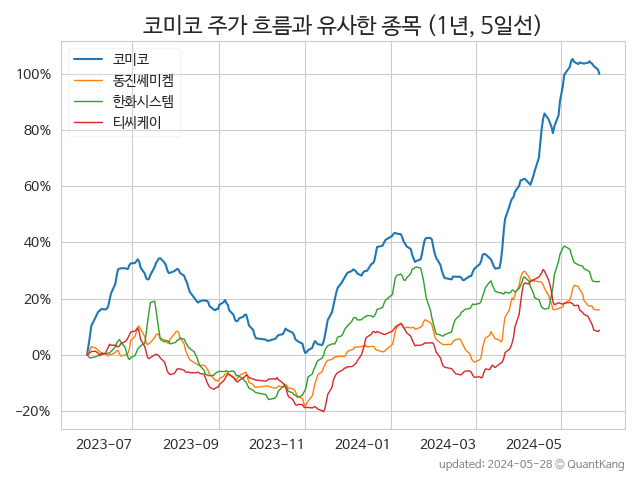 코미코 주가 흐름과 유사한 종목 (1년, 5일선)
코미코
동진쎄미켐
한화시스템
티씨케이
100%
80%
60%
40%
20%
0%
−20%
2023-07 2023-09 2023-11 2024-01 2024-03 2024-05
updated: 2024-05-28 © QuantKang